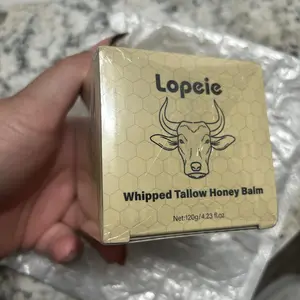 Lopeie
Whipped Tallow Honey Balm
Net:120g/4.23 fl.oz